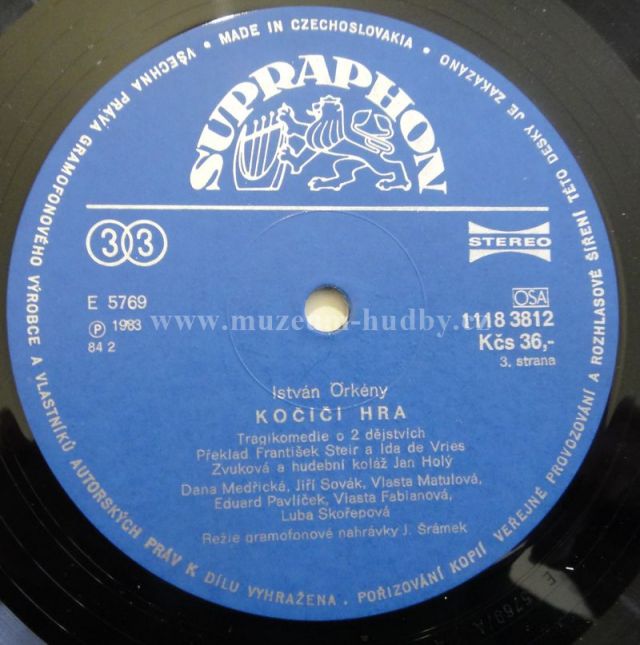 VŠECHNA PRÁVA GRAMOFONOVÉHO VÝROBCE A VLASTNÍKŮ AUTORSKÝCH PRÁV K DÍLU VYHRAŽENA . POŘIZOVÁNÍ KOPIÍ VEŘEJNÉ PROVOZOVÁNÍ A ROZHLASOVÉ ŠÍŘENÍ TÉTO DESKY JE ZAKÁZÁNO
• MADE IN CZECHOSLOVAKIA •
SUPRAPHON
33
STEREO
E 5769
Ⓟ 1983
84 2
OSA
1118 3812
Kčs 36,-
3. strana
www.muzeum-hudby.cz
István Örkény
KOČIČÍ HRA
Tragikomedie o 2 dějstvích
Překlad František Steir a Ida de Vries
Zvuková a hudební koláž Jan Holý
Dana Medřická, Jiří Sovák, Vlasta Matulová,
Eduard Pavlíček, Vlasta Fabianová,
Luba Skořepová
Režie gramofonové nahrávky J. Šrámek
E 5769/A